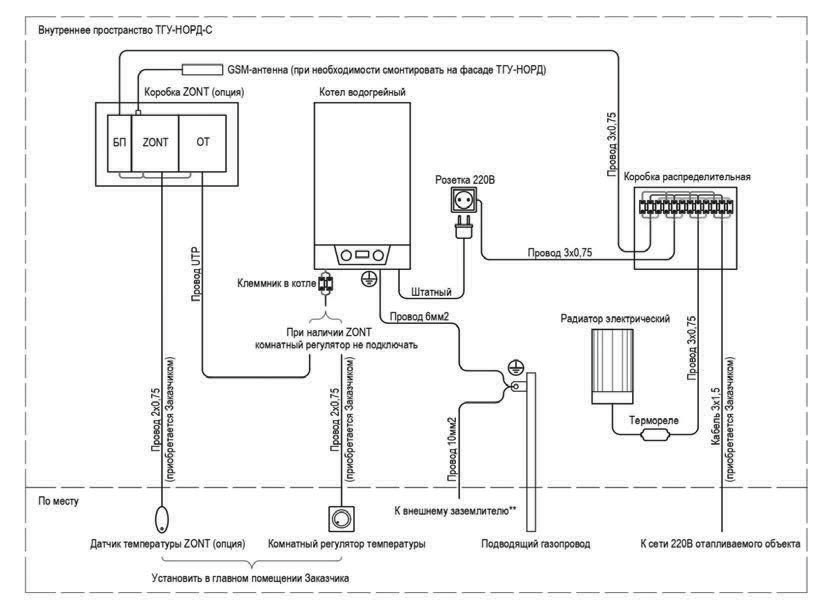 Внутреннее пространство ТГУ-НОРД-С
GSM-антенна (при необходимости смонтировать на фасаде ТГУ-НОРД)
Коробка ZONT (опция)
Котел водогрейный
БП
ZONT
ОТ
Провод 3х0,75
Розетка 220В
Коробка распределительная
Провод 3х0,75
Провод UTP
Клеммник в котле
Штатный
Провод 6мм2
При наличии ZONT
комнатный регулятор не подключать
Радиатор электрический
Провод 3х0,75
Термореле
Провод 2х0,75
(приобретается Заказчиком)
Провод 2х0,75
(приобретается Заказчиком)
Провод 10мм2
Кабель 3х1,5
(приобретается Заказчиком)
По месту
К внешнему заземлителю**
Датчик температуры ZONT (опция)
Комнатный регулятор температуры
Подводящий газопровод
К сети 220В отапливаемого объекта
Установить в главном помещении Заказчика